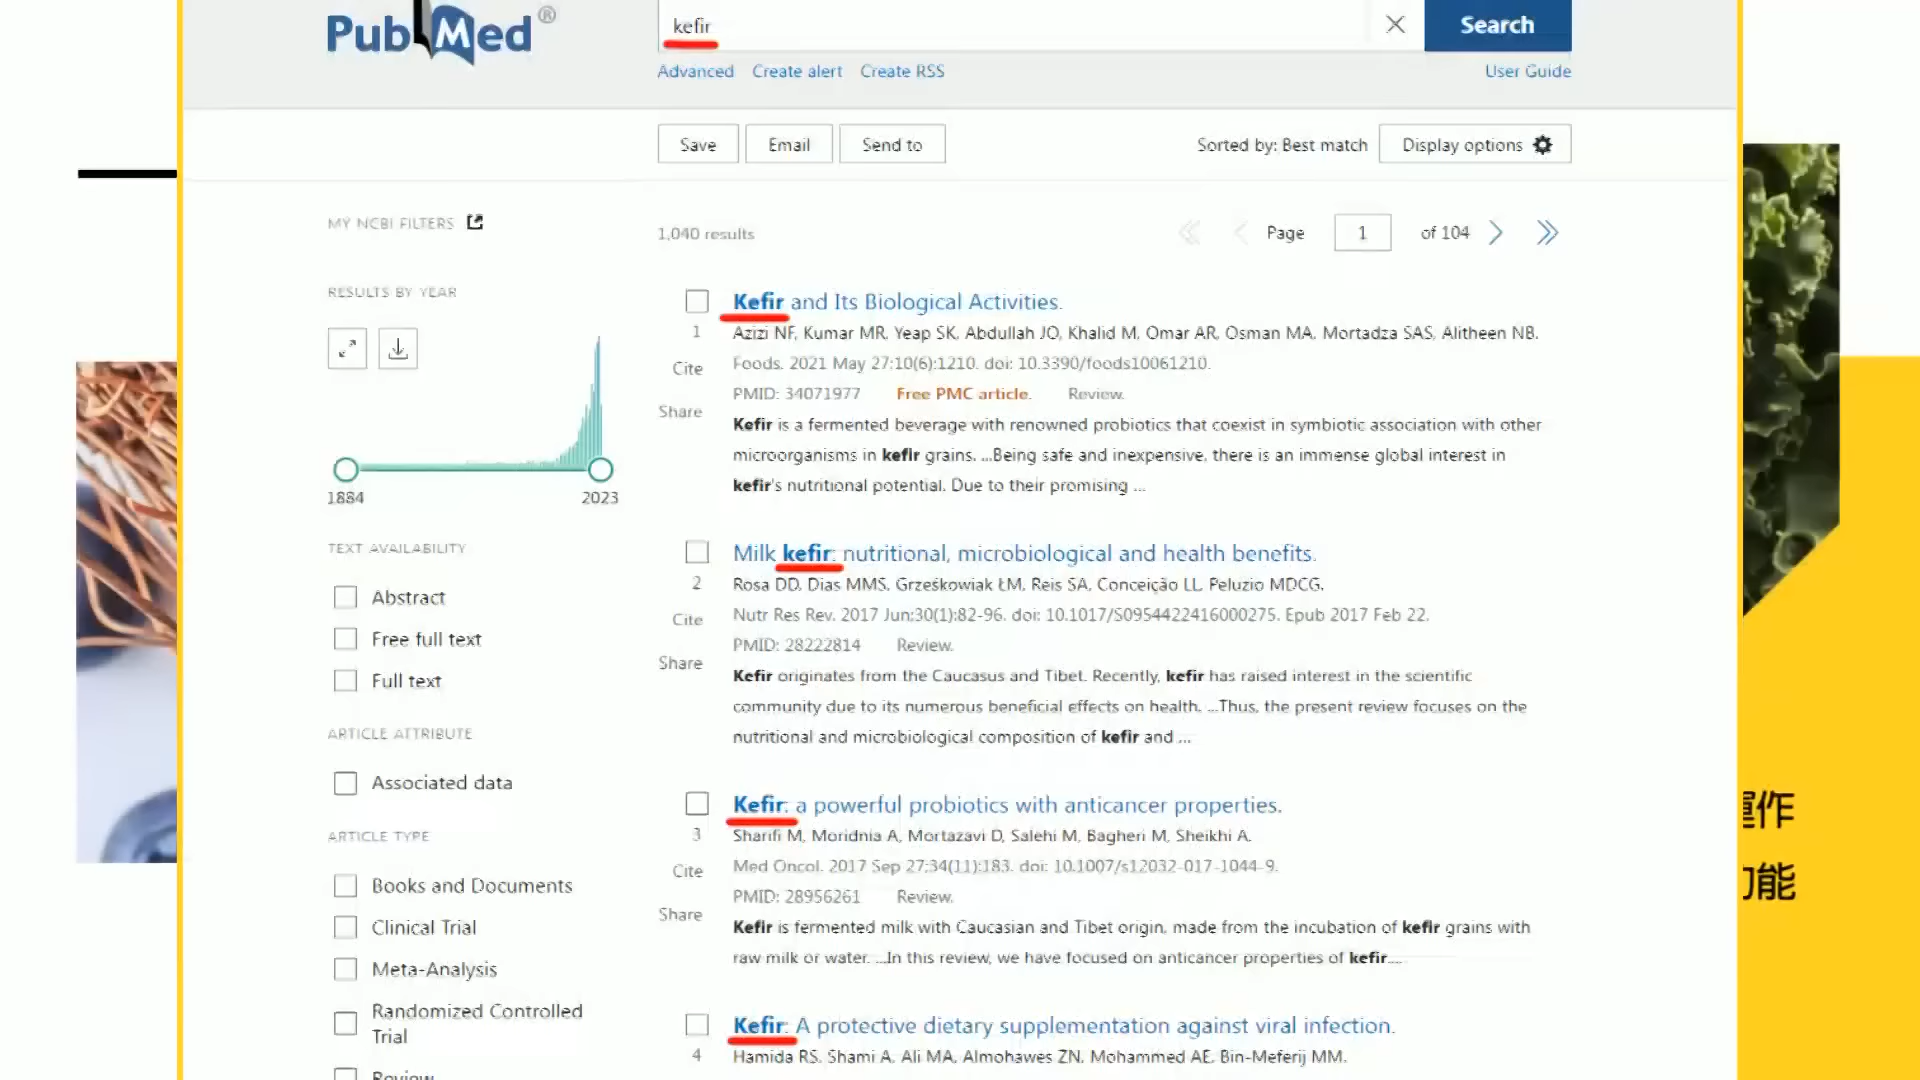 PubMed®
kefir
Search
Advanced Create alert Create RSS
User Guide
Save Email Send to
Sorted by: Best match Display options
MY NCBI FILTERS
1,040 results
Page 1 of 104
RESULTS BY YEAR
1884 2023
TEXT AVAILABILITY
Abstract
Free full text
Full text
ARTICLE ATTRIBUTE
Associated data
ARTICLE TYPE
Books and Documents
Clinical Trial
Meta-Analysis
Randomized Controlled
Trial
Review
Kefir and Its Biological Activities.
1
Cite
Share
Azizi NF, Kumar MR, Yeap SK, Abdullah JO, Khalid M, Omar AR, Osman MA, Mortadza SAS, Alitheen NB.
Foods. 2021 May 27;10(6):1210. doi: 10.3390/foods10061210.
PMID: 34071977 Free PMC article. Review.
Kefir is a fermented beverage with renowned probiotics that coexist in symbiotic association with other
microorganisms in kefir grains. ...Being safe and inexpensive, there is an immense global interest in
kefir's nutritional potential. Due to their promising ...
Milk kefir: nutritional, microbiological and health benefits.
2
Cite
Share
Rosa DD, Dias MMS, Grześkowiak ŁM, Reis SA, Conceição LL, Peluzio MDCG.
Nutr Res Rev. 2017 Jun;30(1):82-96. doi: 10.1017/S0954422416000275. Epub 2017 Feb 22.
PMID: 28222814 Review.
Kefir originates from the Caucasus and Tibet. Recently, kefir has raised interest in the scientific
community due to its numerous beneficial effects on health. ...Thus, the present review focuses on the
nutritional and microbiological composition of kefir and ...
Kefir: a powerful probiotics with anticancer properties.
3
Cite
Share
Sharifi M, Moridnia A, Mortazavi D, Salehi M, Bagheri M, Sheikhi A.
Med Oncol. 2017 Sep 27;34(11):183. doi: 10.1007/s12032-017-1044-9.
PMID: 28956261 Review.
Kefir is fermented milk with Caucasian and Tibet origin, made from the incubation of kefir grains with
raw milk or water. ...In this review, we have focused on anticancer properties of kefir....
Kefir: A protective dietary supplementation against viral infection.
4
Hamida RS, Shami A, Ali MA, Almohawes ZN, Mohammed AE, Bin-Meferij MM.
運作
功能